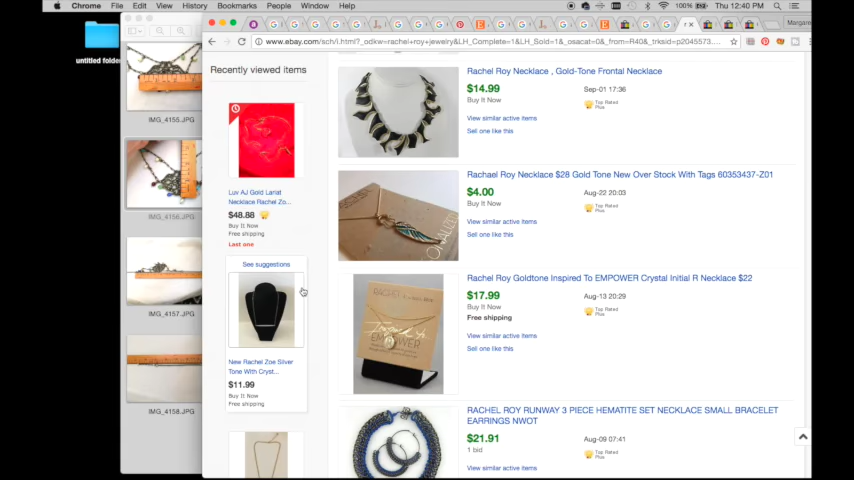 Chrome File Edit View History Bookmarks People Window Help
100% Thu 12:40 PM
Margare
www.ebay.com/sch/i.html?_odkw=rachel+roy+jewelry&LH_Complete=1&LH_Sold=1&_osacat=0&_from=R40&_trksid=p2045573....
untitled folder
IMG_4155.JPG
IMG_4156.JPG
IMG_4157.JPG
IMG_4158.JPG
Recently viewed items
Luv AJ Gold Lariat
Necklace Rachel Zo...
$48.88
Buy It Now
Free shipping
Last one
See suggestions
New Rachel Zoe Silver
Tone With Cryst...
$11.99
Buy It Now
Free shipping
Rachel Roy Necklace , Gold-Tone Frontal Necklace
$14.99
Buy It Now
Sep-01 17:36
Top Rated
Plus
View similar active items
Sell one like this
Rachael Roy Necklace $28 Gold Tone New Over Stock With Tags 60353437-Z01
$4.00
Buy It Now
Aug-22 20:03
Top Rated
Plus
View similar active items
Sell one like this
Rachel Roy Goldtone Inspired To EMPOWER Crystal Initial R Necklace $22
$17.99
Buy It Now
Free shipping
Aug-13 20:29
Top Rated
Plus
View similar active items
Sell one like this
RACHEL ROY RUNWAY 3 PIECE HEMATITE SET NECKLACE SMALL BRACELET
EARRINGS NWOT
$21.91
1 bid
Aug-09 07:41
Top Rated
Plus
View similar active items